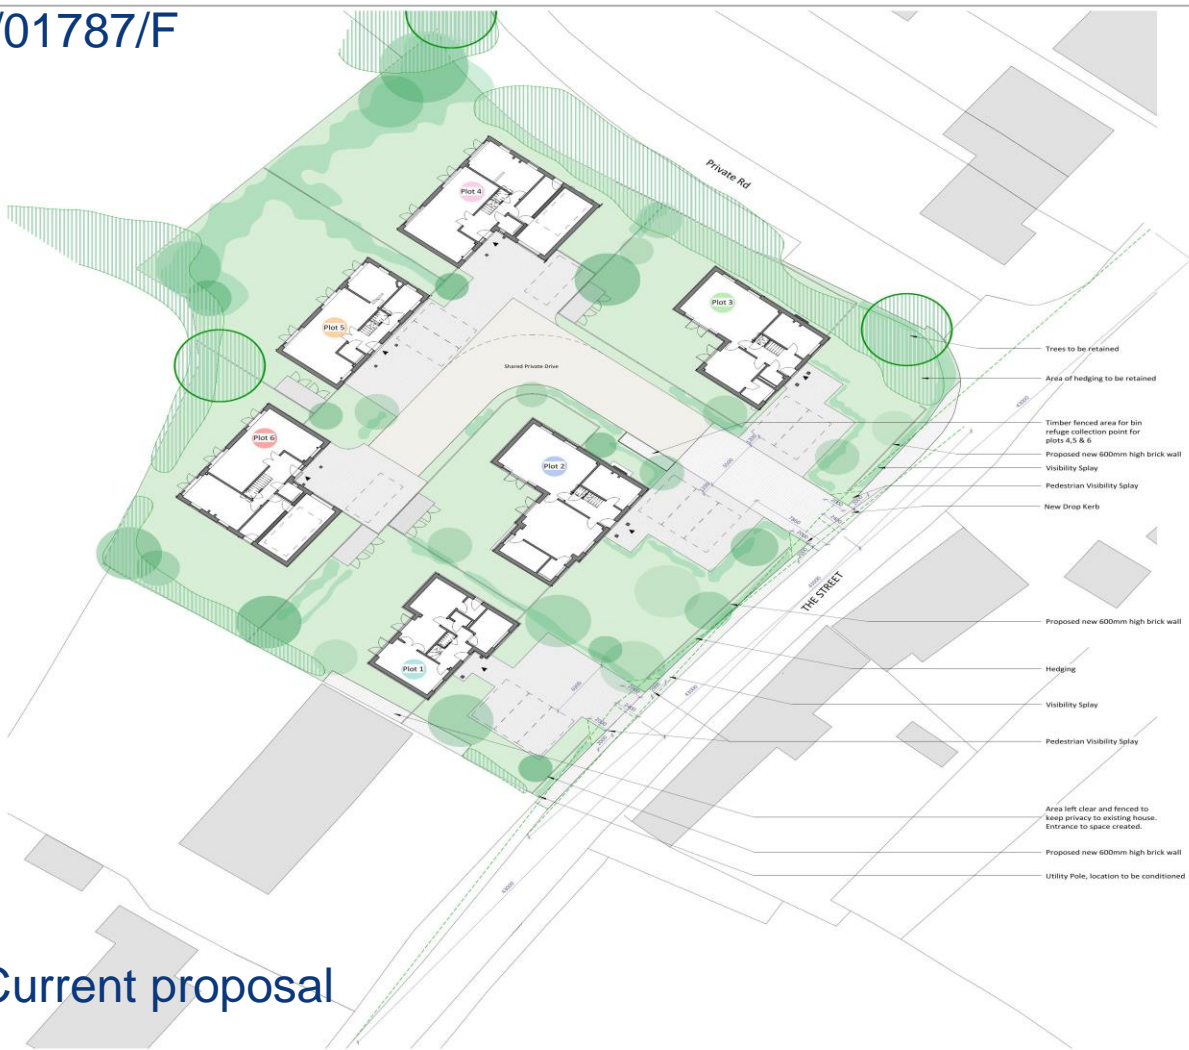 /01787/F
Private Rd
Plot 4
Plot 3
Plot 5
Shared Private Drive
Plot 6
Plot 2
Plot 1
THE STREET
Trees to be retained
Area of hedging to be retained
Timber fenced area for bin
refuge collection point for
plots 4,5 & 6
Proposed new 600mm high brick wall
Visibility Splay
Pedestrian Visibility Splay
New Drop Kerb
Proposed new 600mm high brick wall
Hedging
Visibility Splay
Pedestrian Visibility Splay
Area left clear and fenced to
keep privacy to existing house.
Entrance to space created.
Proposed new 600mm high brick wall
Utility Pole, location to be conditioned
43000
43000
43000
43000
Current proposal